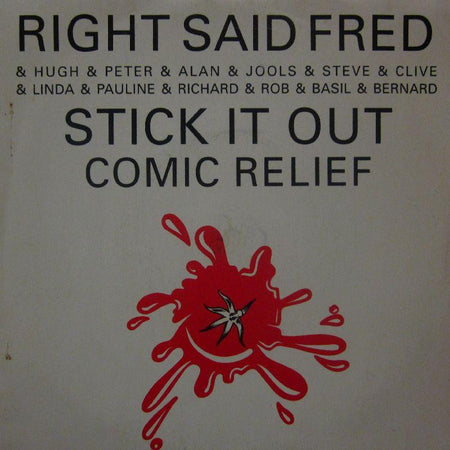 RIGHT SAID FRED
& HUGH & PETER & ALAN & JOOLS & STEVE & CLIVE
& LINDA & PAULINE & RICHARD & ROB & BASIL & BERNARD
STICK IT OUT
COMIC RELIEF